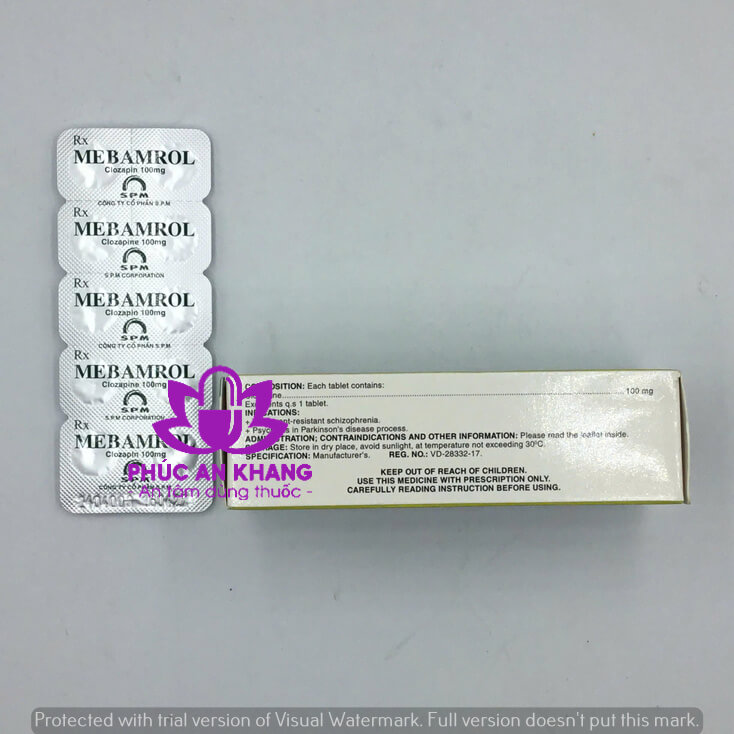 Rx
MEBAMROL
Clozapin 100mg
SPM
CÔNG TY CỔ PHẦN S.P.M
Rx
MEBAMROL
Clozapine 100mg
SPM
S.P.M CORPORATION
Rx
MEBAMROL
Clozapin 100mg
SPM
CÔNG TY CỔ PHẦN S.P.M
Rx
MEBAMROL
Clozapine 100mg
SPM
S.P.M CORPORATION
Rx
MEBAMROL
Clozapin 100mg
SPM
CÔNG TY
PHÚC AN KHANG
- An tâm dùng thuốc -
Each tablet contains:
100 mg
q.s 1 tablet.
INDICATIONS:
schizophrenia.
+ in Parkinson's disease process.
ADMINISTRATION; CONTRAINDICATIONS AND OTHER INFORMATION: Please read the leaflet inside.
Store in dry place, avoid sunlight, at temperature not exceeding 30°C.
SPECIFICATION: Manufacturer's. REG. NO.: VD-28332-17.
KEEP OUT OF REACH OF CHILDREN.
USE THIS MEDICINE WITH PRESCRIPTION ONLY.
CAREFULLY READING INSTRUCTION BEFORE USING.
Protected with trial version of Visual Watermark. Full version doesn't put this mark.